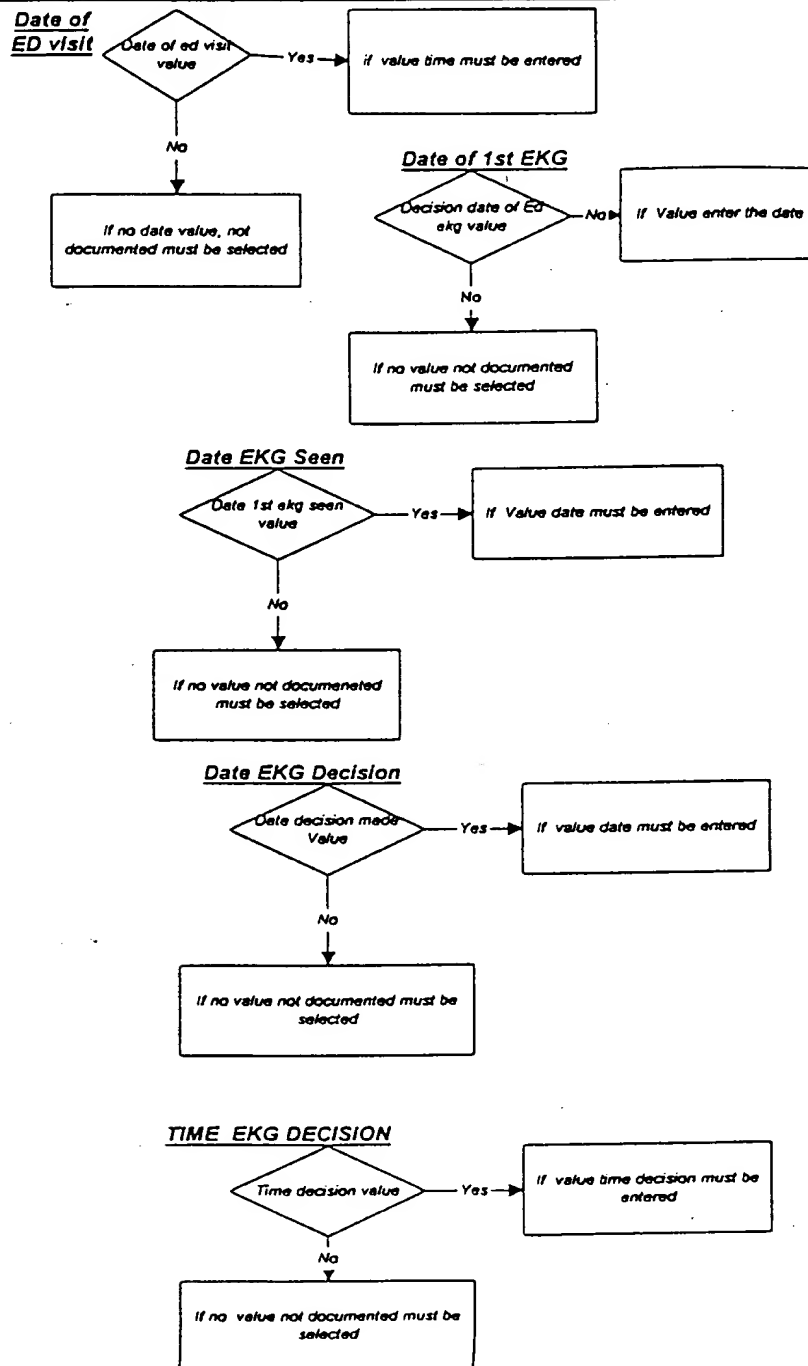 Date of
ED visit
Date of ed visit
value
Yes
if value time must be entered
No
If no date value, not
documented must be selected
Date of 1st EKG
Decision date of Ed
ekg value
No
If Value enter the date
No
If no value not documented
must be selected
Date EKG Seen
Date 1st ekg seen
value
Yes
If Value date must be entered
No
If no value not documeneted
must be selected
Date EKG Decision
Date decision made
Value
Yes
If value date must be entered
No
If no value not documented must be
selected
TIME EKG DECISION
Time decision value
Yes
If value time decision must be
entered
No
If no value not documented must be
selected